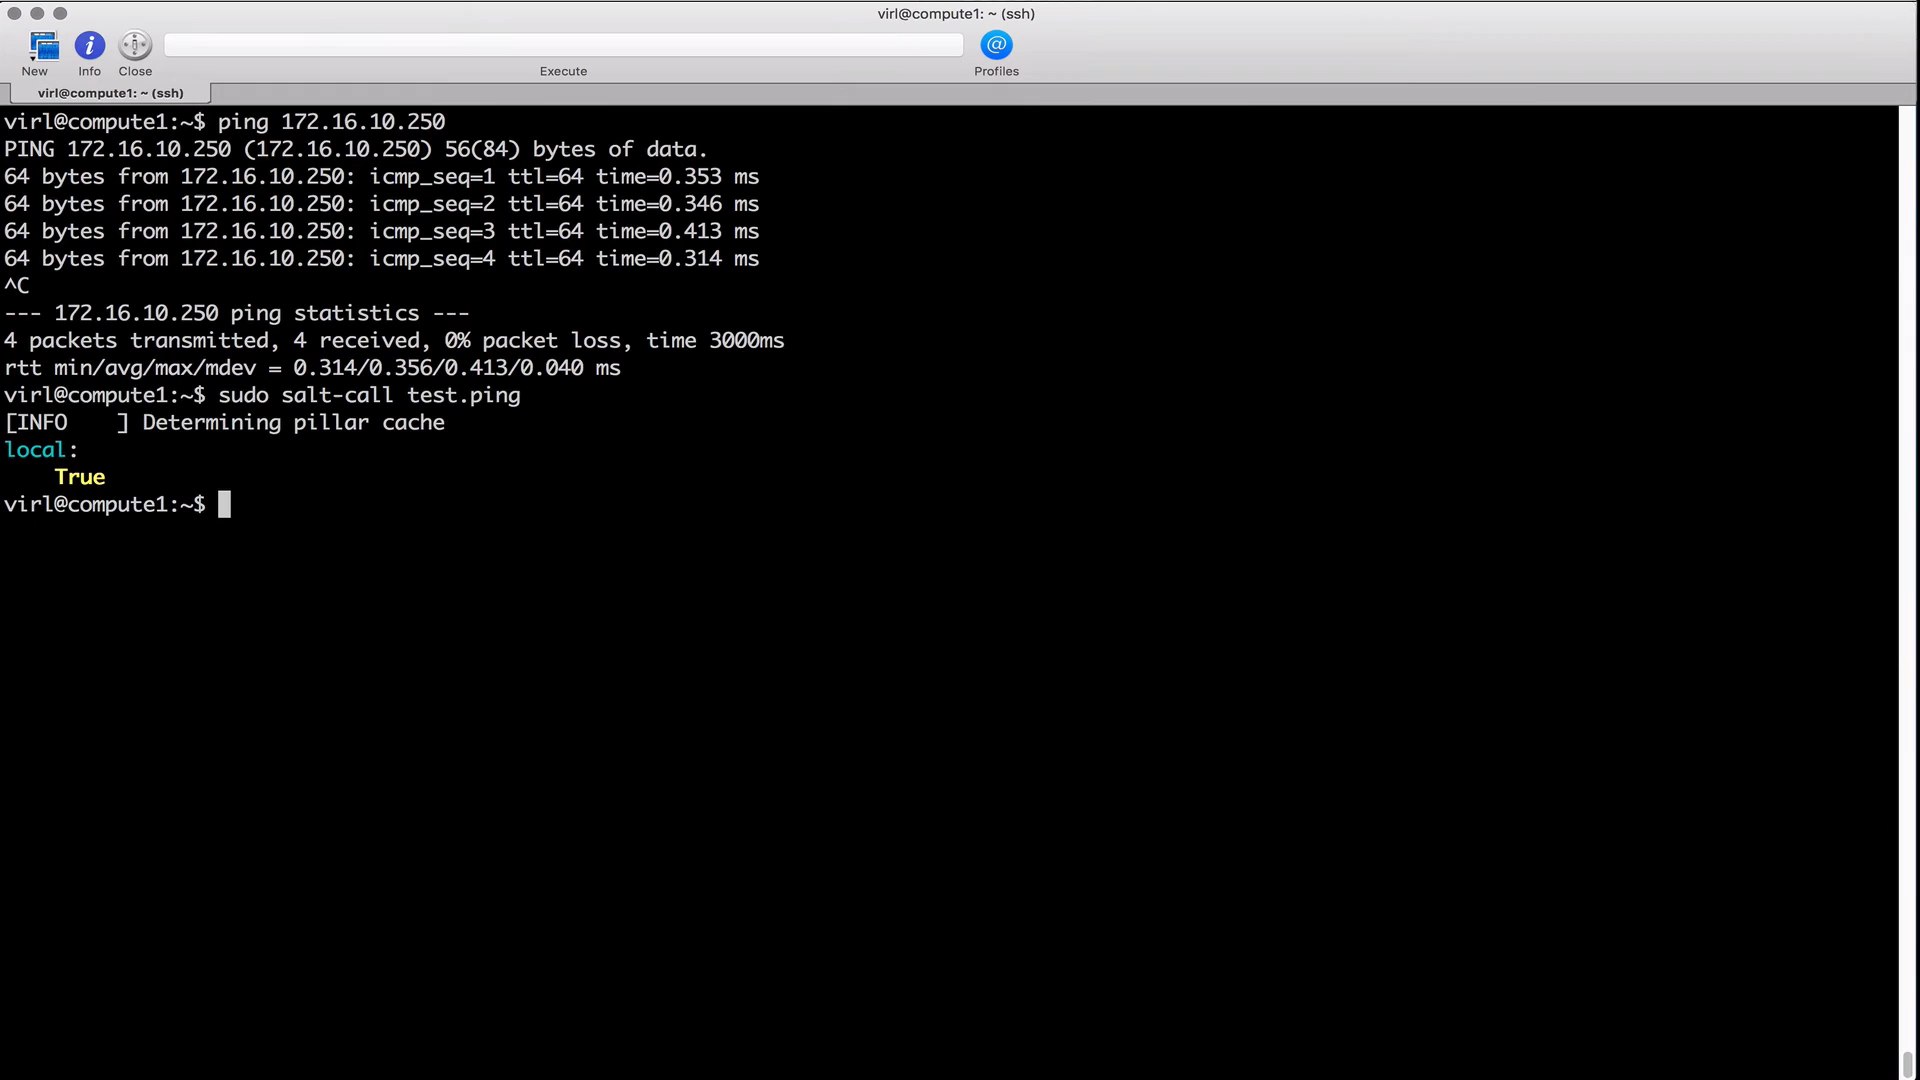 virl@compute1: ~ (ssh)
New
Info
Close
Execute
Profiles
virl@compute1: ~ (ssh)
virl@compute1:~$ ping 172.16.10.250
PING 172.16.10.250 (172.16.10.250) 56(84) bytes of data.
64 bytes from 172.16.10.250: icmp_seq=1 ttl=64 time=0.353 ms
64 bytes from 172.16.10.250: icmp_seq=2 ttl=64 time=0.346 ms
64 bytes from 172.16.10.250: icmp_seq=3 ttl=64 time=0.413 ms
64 bytes from 172.16.10.250: icmp_seq=4 ttl=64 time=0.314 ms
^C
--- 172.16.10.250 ping statistics ---
4 packets transmitted, 4 received, 0% packet loss, time 3000ms
rtt min/avg/max/mdev = 0.314/0.356/0.413/0.040 ms
virl@compute1:~$ sudo salt-call test.ping
[INFO    ] Determining pillar cache
local:
    True
virl@compute1:~$